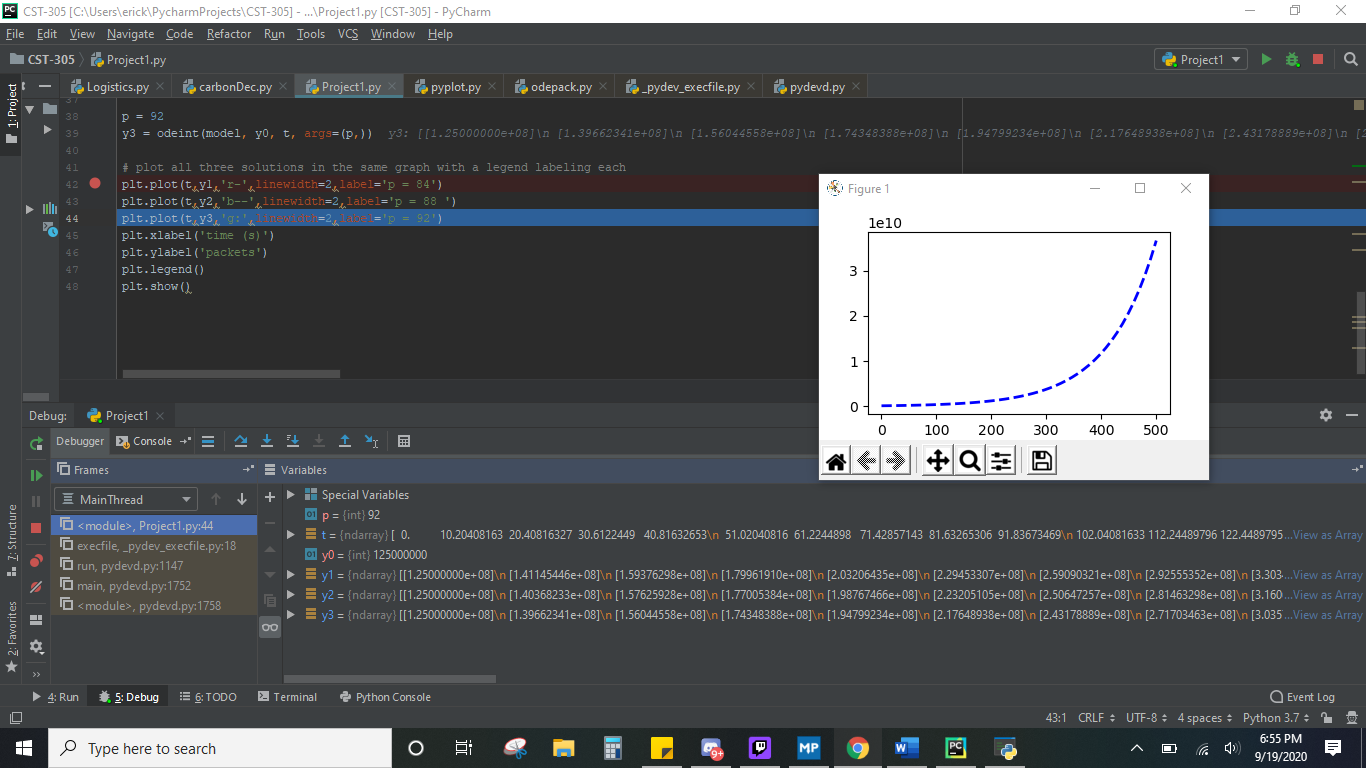 CST-305 [C:\Users\erick\PycharmProjects\CST-305] - ...\Project1.py [CST-305] - PyCharm
File Edit View Navigate Code Refactor Run Tools VCS Window Help
CST-305 Project1.py Project1
Logistics.py carbonDec.py Project1.py pyplot.py odepack.py _pydev_execfile.py pydevd.py
1: Project
37
38 p = 92
39 y3 = odeint(model, y0, t, args=(p,)) y3: [[1.25000000e+08]\n [1.39662341e+08]\n [1.56044558e+08]\n [1.74348388e+08]\n [1.94799234e+08]\n [2.17648938e+08]\n [2.43178889e+08]\n [2
40
41 # plot all three solutions in the same graph with a legend labeling each
42 plt.plot(t,y1,'r-',linewidth=2,label='p = 84')
43 plt.plot(t,y2,'b--',linewidth=2,label='p = 88 ')
44 plt.plot(t,y3,'g:',linewidth=2,label='p = 92')
45 plt.xlabel('time (s)')
46 plt.ylabel('packets')
47 plt.legend()
48 plt.show()
Figure 1
1e10
3
2
1
0
0 100 200 300 400 500
Debug: Project1
Debugger Console
Frames Variables
MainThread
<module>, Project1.py:44
execfile, _pydev_execfile.py:18
run, pydevd.py:1147
main, pydevd.py:1752
<module>, pydevd.py:1758
Special Variables
p = {int} 92
t = {ndarray} [ 0. 10.20408163 20.40816327 30.6122449 40.81632653\n 51.02040816 61.2244898 71.42857143 81.63265306 91.83673469\n 102.04081633 112.24489796 122.4489795 ...View as Array
y0 = {int} 125000000
y1 = {ndarray} [[1.25000000e+08]\n [1.41145446e+08]\n [1.59376298e+08]\n [1.79961910e+08]\n [2.03206435e+08]\n [2.29453307e+08]\n [2.59090321e+08]\n [2.92555352e+08]\n [3.303 ...View as Array
y2 = {ndarray} [[1.25000000e+08]\n [1.40368233e+08]\n [1.57625928e+08]\n [1.77005384e+08]\n [1.98767466e+08]\n [2.23205105e+08]\n [2.50647257e+08]\n [2.81463298e+08]\n [3.160 ...View as Array
y3 = {ndarray} [[1.25000000e+08]\n [1.39662341e+08]\n [1.56044558e+08]\n [1.74348388e+08]\n [1.94799234e+08]\n [2.17648938e+08]\n [2.43178889e+08]\n [2.71703463e+08]\n [3.035 ...View as Array
7: Structure
2: Favorites
4: Run 5: Debug 6: TODO Terminal Python Console Event Log
43:1 CRLF UTF-8 4 spaces Python 3.7
Type here to search
9+
MP
6:55 PM
9/19/2020